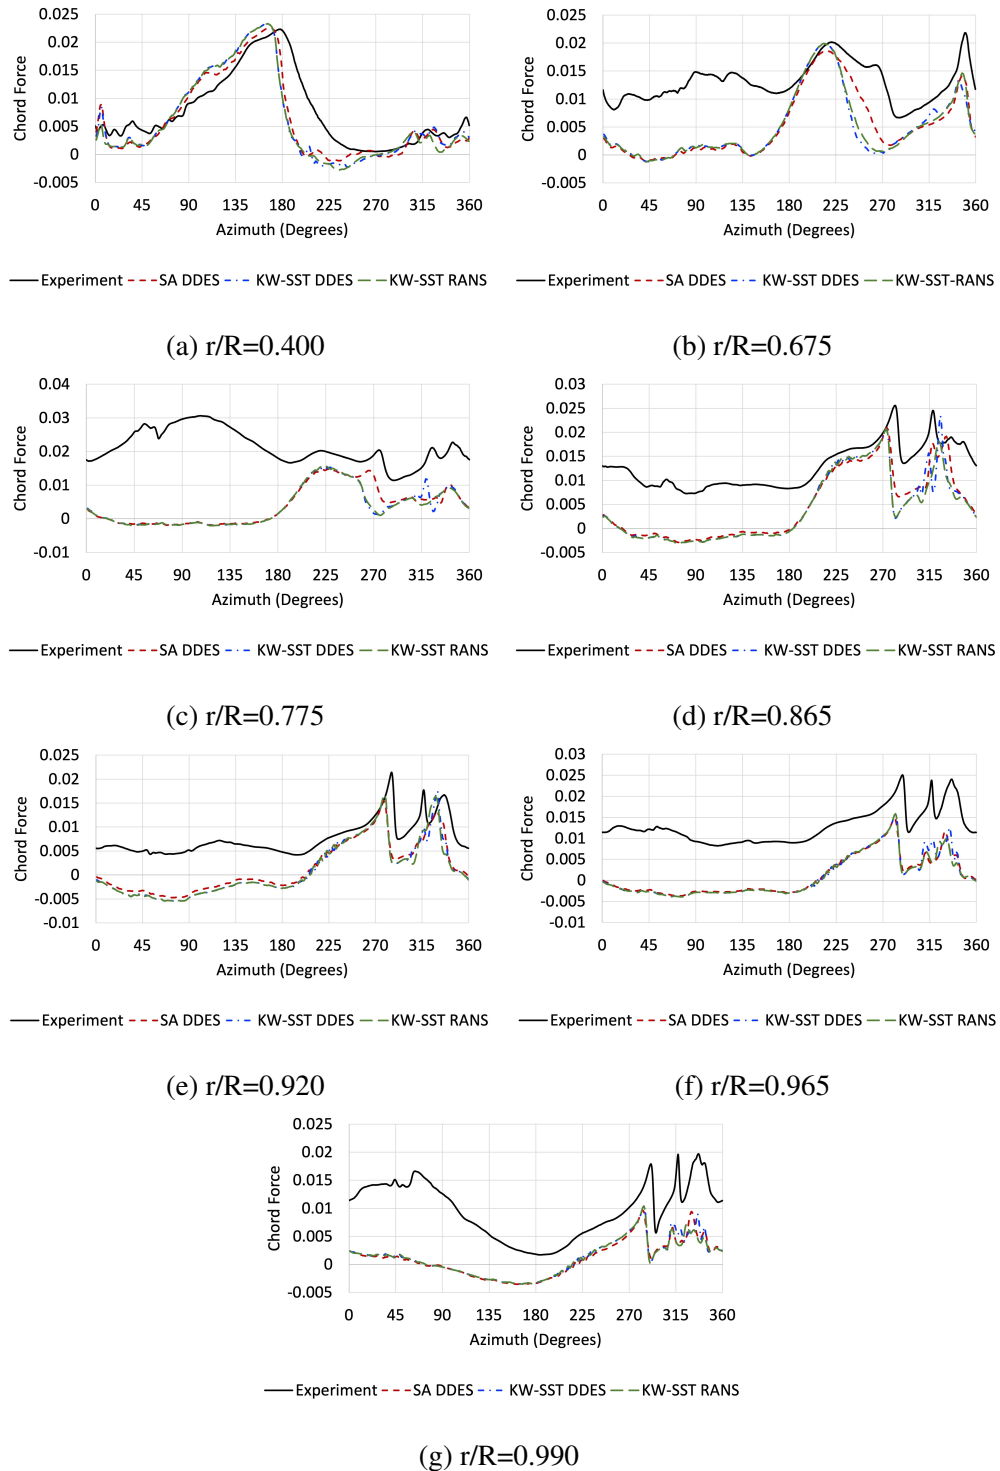 0.025
0.02
0.015
0.01
0.005
0
-0.005
Chord Force
0 45 90 135 180 225 270 315 360
Azimuth (Degrees)
Experiment SA DDES KW-SST DDES KW-SST RANS
(a) r/R=0.400
0.025
0.02
0.015
0.01
0.005
0
-0.005
Chord Force
0 45 90 135 180 225 270 315 360
Azimuth (Degrees)
Experiment SA DDES KW-SST DDES KW-SST-RANS
(b) r/R=0.675
0.04
0.03
0.02
0.01
0
-0.01
Chord Force
0 45 90 135 180 225 270 315 360
Azimuth (Degrees)
Experiment SA DDES KW-SST DDES KW-SST RANS
(c) r/R=0.775
0.03
0.025
0.02
0.015
0.01
0.005
0
-0.005
Chord Force
0 45 90 135 180 225 270 315 360
Azimuth (Degrees)
Experiment SA DDES KW-SST DDES KW-SST RANS
(d) r/R=0.865
0.025
0.02
0.015
0.01
0.005
0
-0.005
-0.01
Chord Force
0 45 90 135 180 225 270 315 360
Azimuth (Degrees)
Experiment SA DDES KW-SST DDES KW-SST RANS
(e) r/R=0.920
0.03
0.025
0.02
0.015
0.01
0.005
0
-0.005
-0.01
Chord Force
0 45 90 135 180 225 270 315 360
Azimuth (Degrees)
Experiment SA DDES KW-SST DDES KW-SST RANS
(f) r/R=0.965
0.025
0.02
0.015
0.01
0.005
0
-0.005
Chord Force
0 45 90 135 180 225 270 315 360
Azimuth (Degrees)
Experiment SA DDES KW-SST DDES KW-SST RANS
(g) r/R=0.990